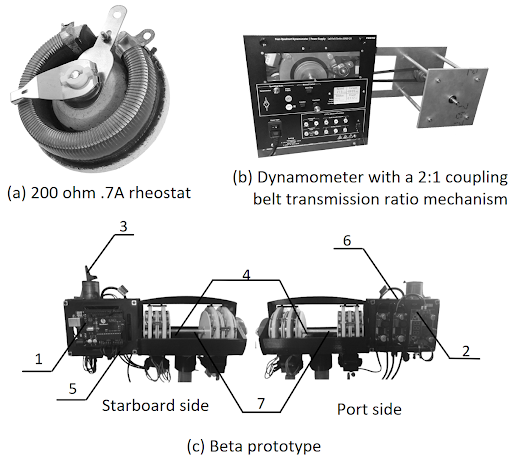 (a) 200 ohm .7A rheostat
(b) Dynamometer with a 2:1 coupling
belt transmission ratio mechanism
3
6
4
1
2
5
7
Starboard side
Port side
(c) Beta prototype